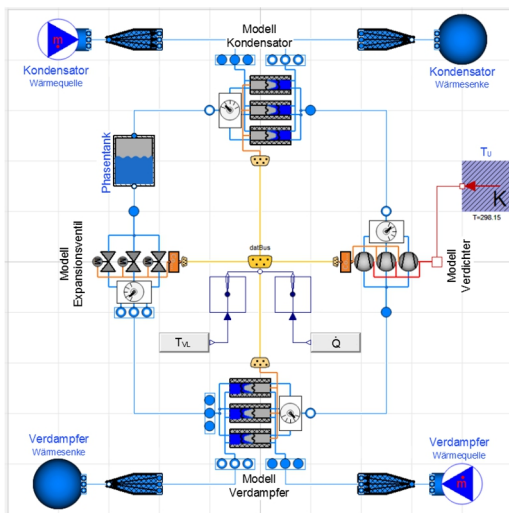 Modell
Kondensator
ṁ
Kondensator
Wärmequelle
Kondensator
Wärmesenke
Phasentank
T_U
K
T=298.15
Modell
Expansionsventil
datBus
Modell
Verdichter
T_VL
Q̇
Verdampfer
Wärmesenke
Modell
Verdampfer
Verdampfer
Wärmequelle
ṁ